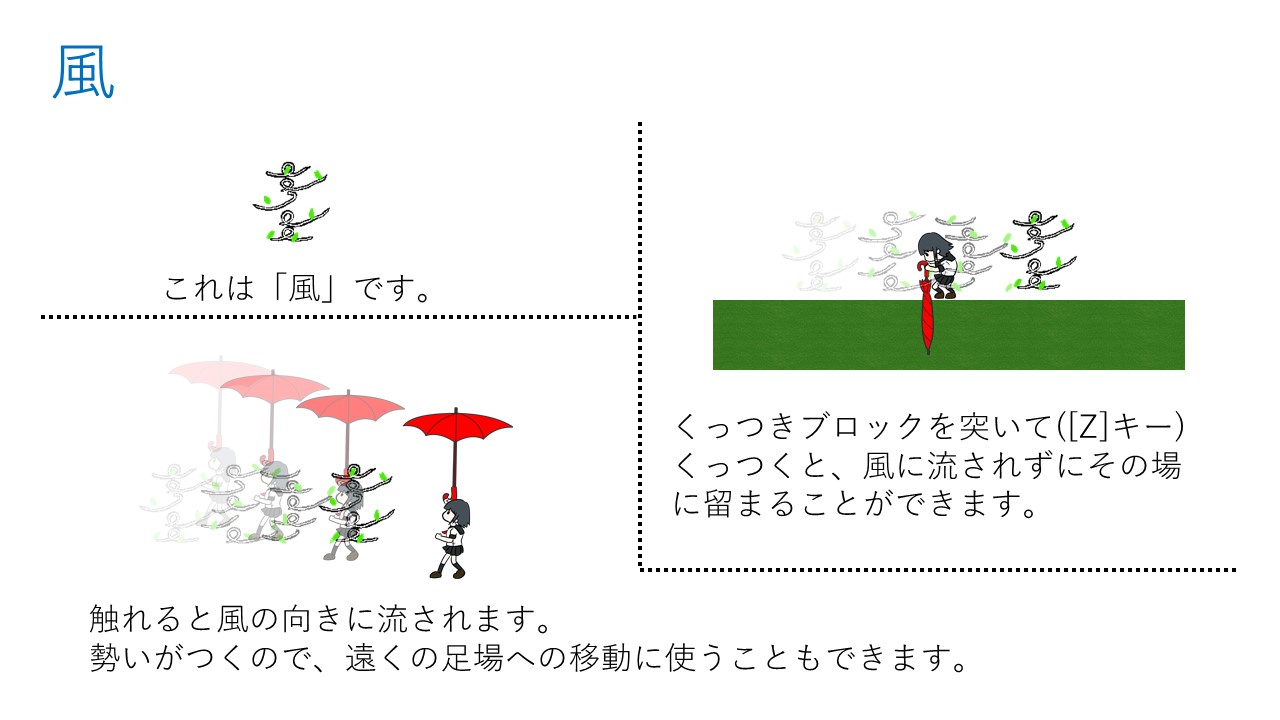 風
これは「風」です。
触れると風の向きに流されます。
勢いがつくので、遠くの足場への移動に使うこともできます。
くっつきブロックを突いて([Z]キー)
くっつくと、風に流されずにその場
に留まることができます。